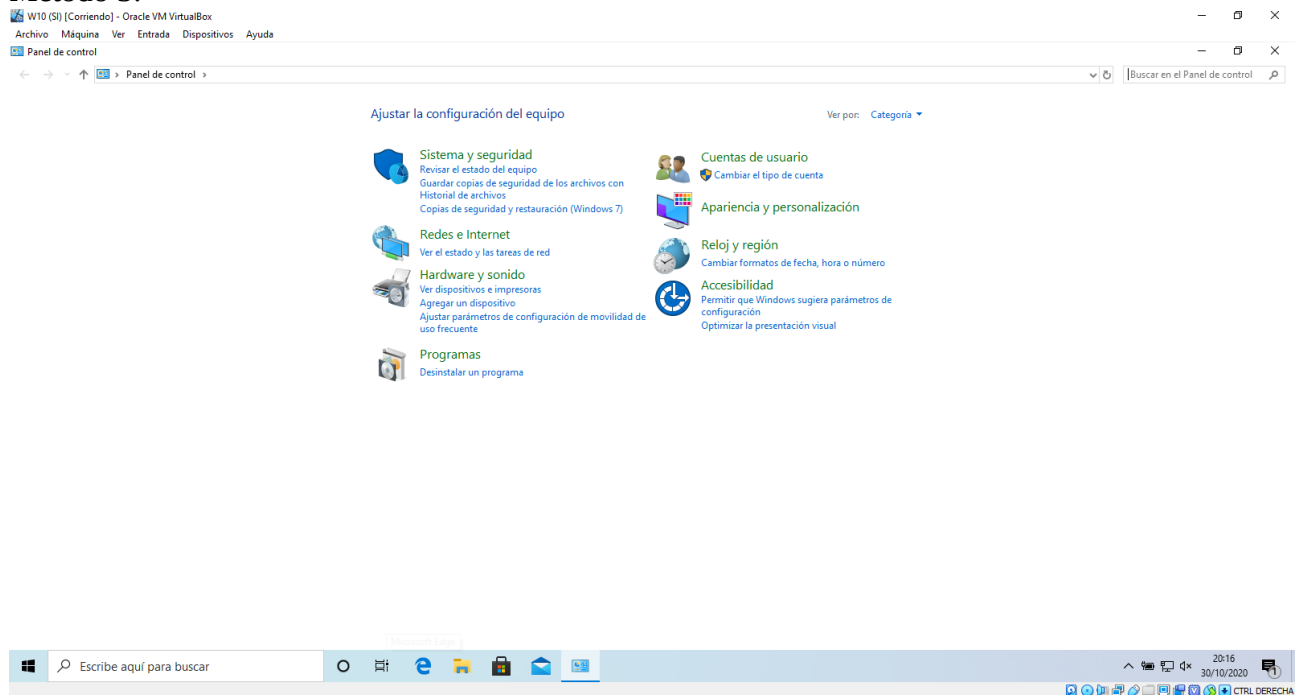 W10 (SI) [Corriendo] - Oracle VM VirtualBox
Archivo Máquina Ver Entrada Dispositivos Ayuda
Panel de control
Panel de control
Buscar en el Panel de control
Ajustar la configuración del equipo
Ver por: Categoría
Sistema y seguridad
Revisar el estado del equipo
Guardar copias de seguridad de los archivos con
Historial de archivos
Copias de seguridad y restauración (Windows 7)
Redes e Internet
Ver el estado y las tareas de red
Hardware y sonido
Ver dispositivos e impresoras
Agregar un dispositivo
Ajustar parámetros de configuración de movilidad de
uso frecuente
Programas
Desinstalar un programa
Cuentas de usuario
Cambiar el tipo de cuenta
Apariencia y personalización
Reloj y región
Cambiar formatos de fecha, hora o número
Accesibilidad
Permitir que Windows sugiera parámetros de
configuración
Optimizar la presentación visual
Microsoft Edge
Escribe aquí para buscar
20:16
30/10/2020
1
CTRL DERECHA